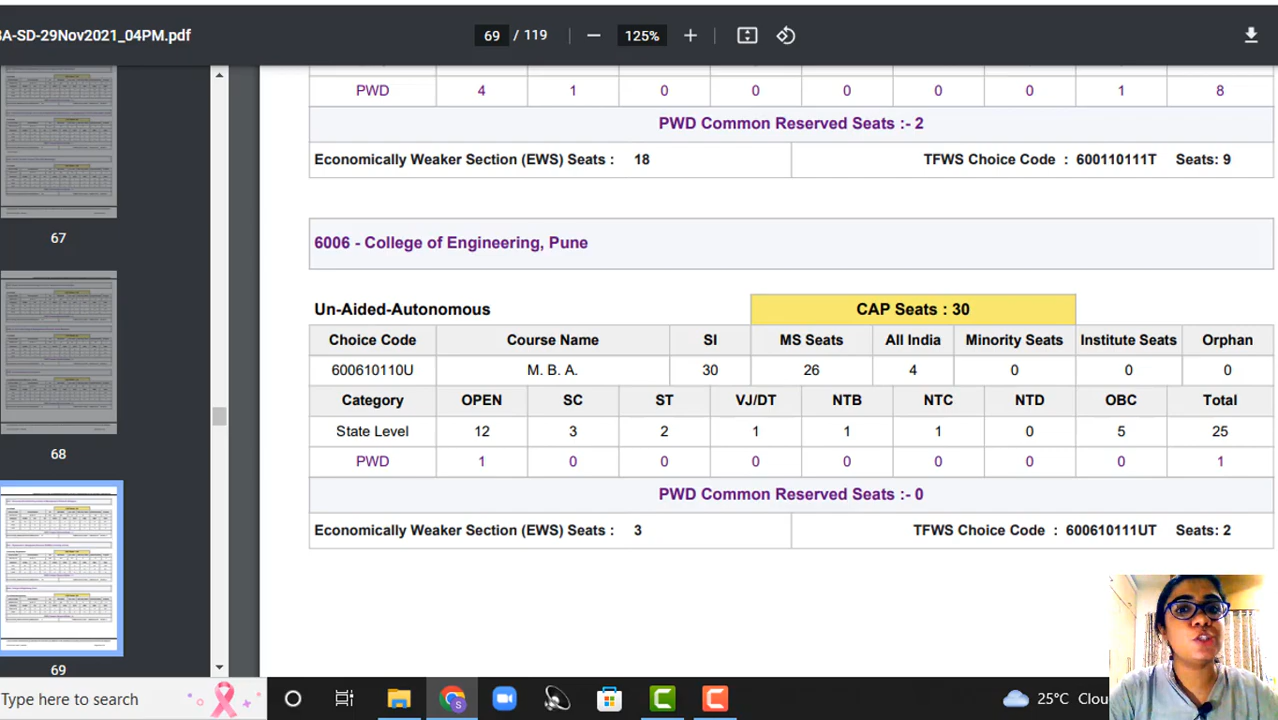 BA-SD-29Nov2021_04PM.pdf
69 / 119
125%
PWD 4 1 0 0 0 0 0 1 8
PWD Common Reserved Seats :- 2
Economically Weaker Section (EWS) Seats : 18 TFWS Choice Code : 600110111T Seats: 9
67
6006 - College of Engineering, Pune
Un-Aided-Autonomous CAP Seats : 30
Choice Code Course Name SI MS Seats All India Minority Seats Institute Seats Orphan
600610110U M. B. A. 30 26 4 0 0 0
Category OPEN SC ST VJ/DT NTB NTC NTD OBC Total
State Level 12 3 2 1 1 1 0 5 25
68
PWD 1 0 0 0 0 0 0 0 1
PWD Common Reserved Seats :- 0
Economically Weaker Section (EWS) Seats : 3 TFWS Choice Code : 600610111UT Seats: 2
69
Type here to search
25°C Clou